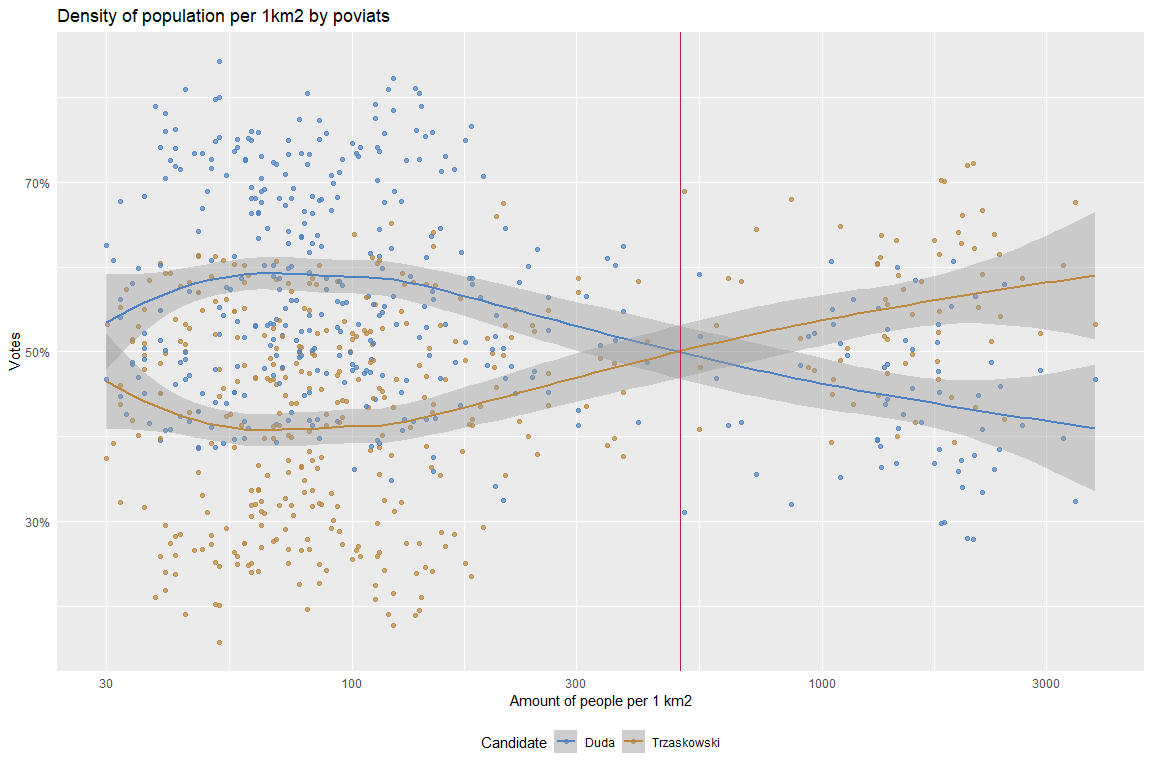 Density of population per 1km2 by poviats
Votes
70%
50%
30%
30 100 300 1000 3000
Amount of people per 1 km2
Candidate Duda Trzaskowski